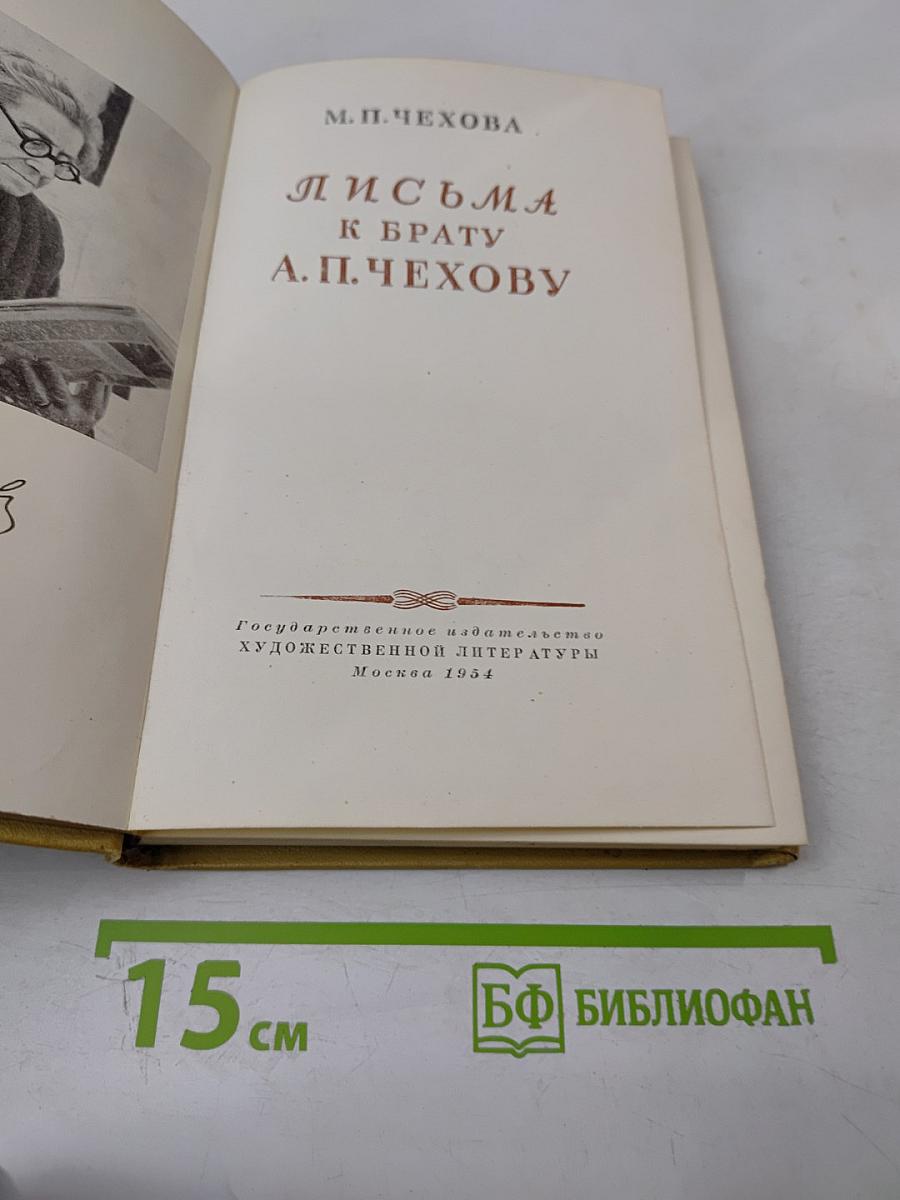 М. П. ЧЕХОВА
ПИСЬМА
К БРАТУ
А. П. ЧЕХОВУ
Государственное издательство
ХУДОЖЕСТВЕННОЙ ЛИТЕРАТУРЫ
Москва 1954
15 см
БФ БИБЛИОФАН